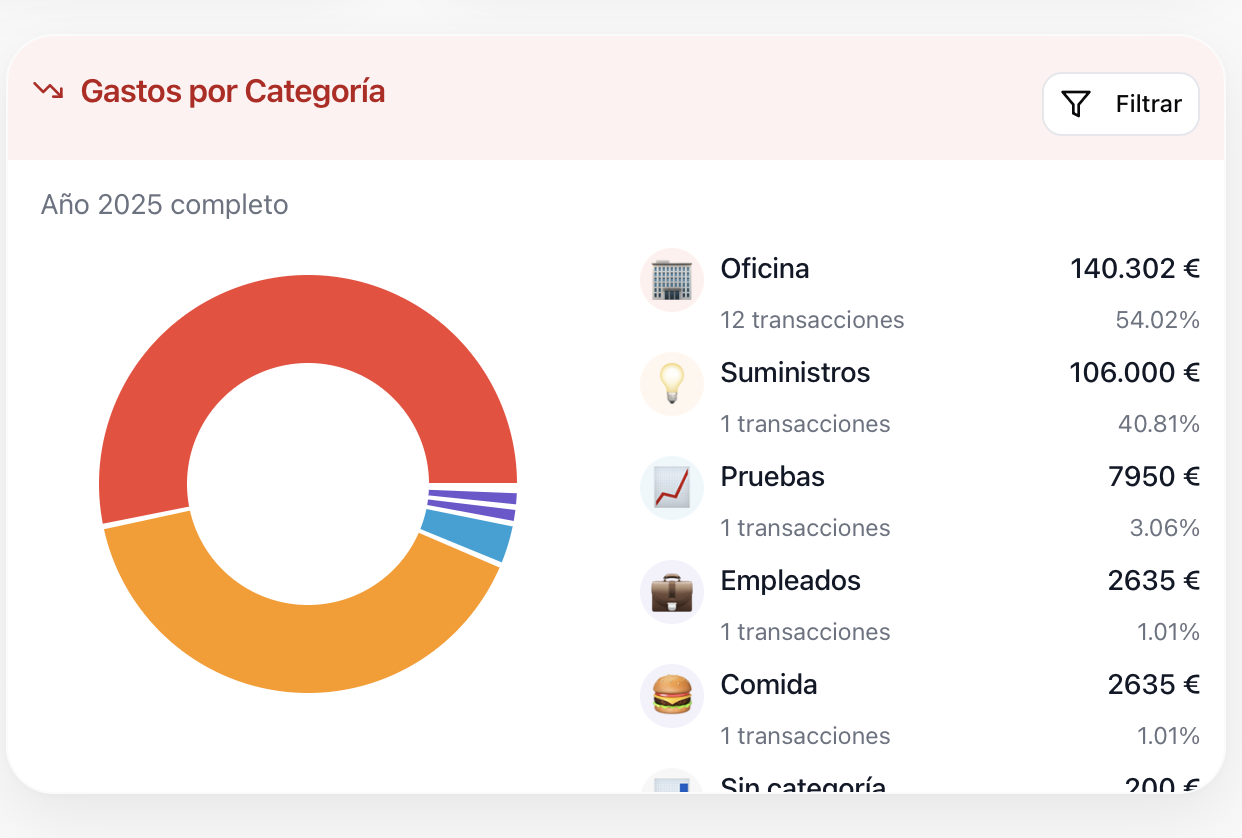 Gastos por Categoría
Filtrar
Año 2025 completo
Oficina 140.302 €
12 transacciones 54.02%
Suministros 106.000 €
1 transacciones 40.81%
Pruebas 7950 €
1 transacciones 3.06%
Empleados 2635 €
1 transacciones 1.01%
Comida 2635 €
1 transacciones 1.01%
Sin categoría 200 €